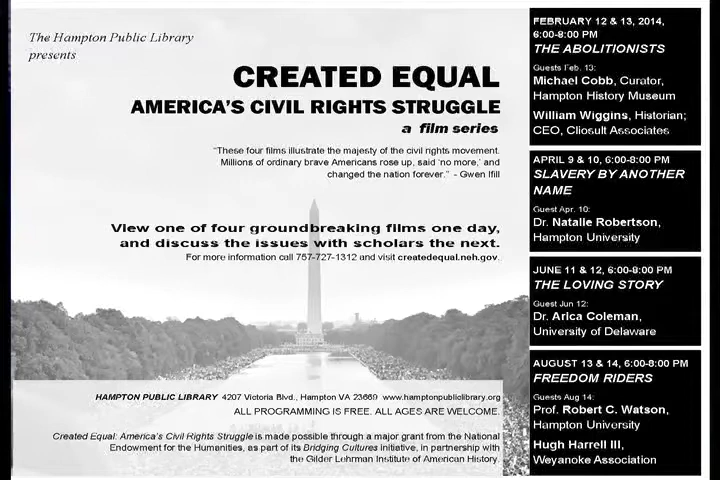 The Hampton Public Library
presents
CREATED EQUAL
AMERICA'S CIVIL RIGHTS STRUGGLE
a film series
"These four films illustrate the majesty of the civil rights movement.
Millions of ordinary brave Americans rose up, said 'no more,' and
changed the nation forever." - Gwen Ifill
View one of four groundbreaking films one day,
and discuss the issues with scholars the next.
For more information call 757-727-1312 and visit createdequal.neh.gov.
HAMPTON PUBLIC LIBRARY 4207 Victoria Blvd., Hampton VA 23669 www.hamptonpubliclibrary.org
ALL PROGRAMMING IS FREE. ALL AGES ARE WELCOME.
Created Equal: America's Civil Rights Struggle is made possible through a major grant from the National
Endowment for the Humanities, as part of its Bridging Cultures initiative, in partnership with
the Gilder Lehrman Institute of American History.
FEBRUARY 12 & 13, 2014,
6:00-8:00 PM
THE ABOLITIONISTS
Guests Feb. 13:
Michael Cobb, Curator,
Hampton History Museum
William Wiggins, Historian;
CEO, Cliosult Associates
APRIL 9 & 10, 6:00-8:00 PM
SLAVERY BY ANOTHER
NAME
Guest Apr. 10:
Dr. Natalie Robertson,
Hampton University
JUNE 11 & 12, 6:00-8:00 PM
THE LOVING STORY
Guest Jun 12:
Dr. Arica Coleman,
University of Delaware
AUGUST 13 & 14, 6:00-8:00 PM
FREEDOM RIDERS
Guests Aug 14:
Prof. Robert C. Watson,
Hampton University
Hugh Harrell III,
Weyanoke Association